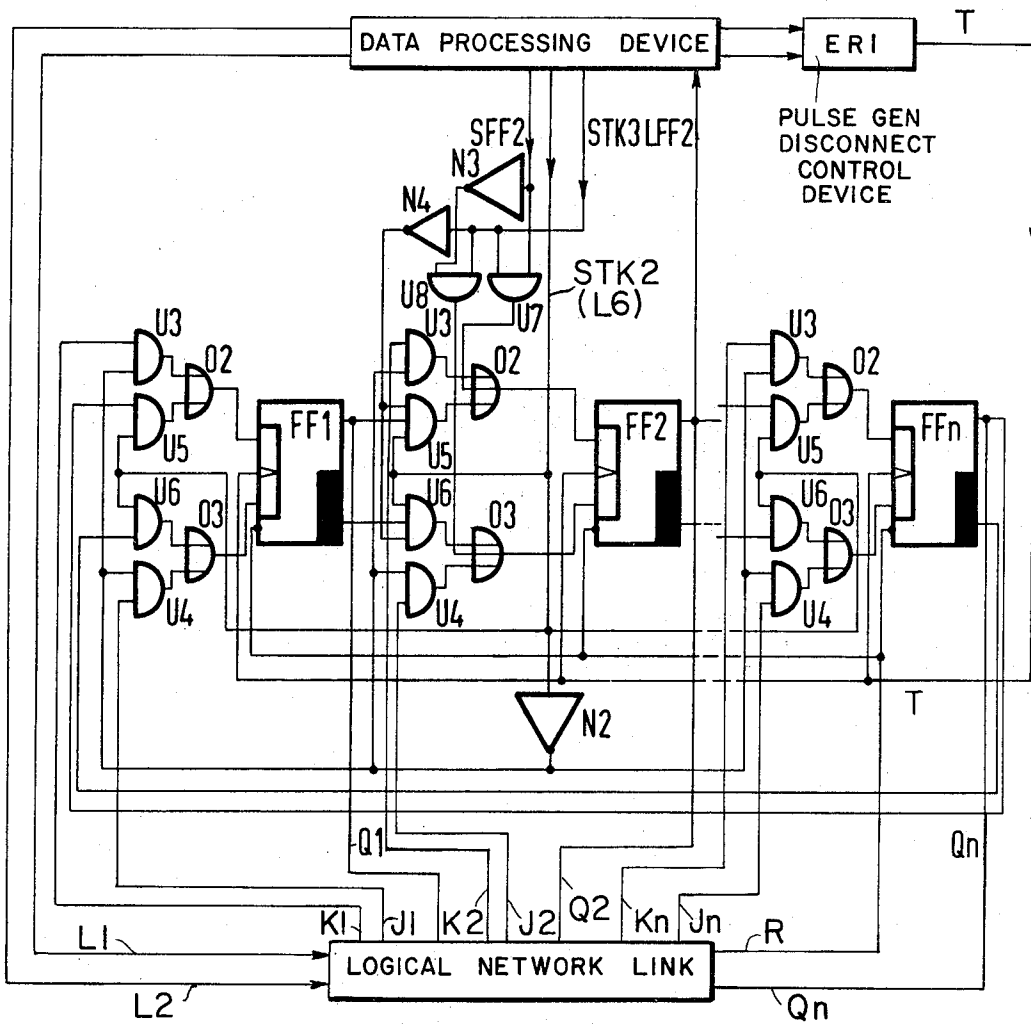 T
DATA PROCESSING DEVICE
ER1
PULSE GEN
DISCONNECT
CONTROL
DEVICE
SFF2
STK3
LFF2
N3
N4
STK2
(L6)
U8
U7
U3
U3
U3
O2
O2
O2
FF1
FF2
FFn
U5
U5
U5
U6
U6
U6
O3
O3
O3
U4
U4
U4
T
N2
Q1
Qn
Q2
K1
J1
K2
J2
Kn
Jn
R
L1
LOGICAL NETWORK LINK
L2
Qn